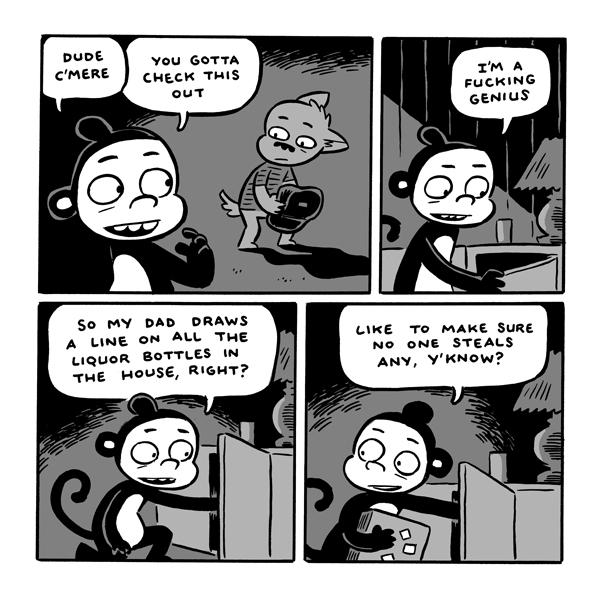 DUDE
C'MERE
YOU GOTTA
CHECK THIS
OUT
I'M A
FUCKING
GENIUS
SO MY DAD DRAWS
A LINE ON ALL THE
LIQUOR BOTTLES IN
THE HOUSE, RIGHT?
LIKE TO MAKE SURE
NO ONE STEALS
ANY, Y'KNOW?